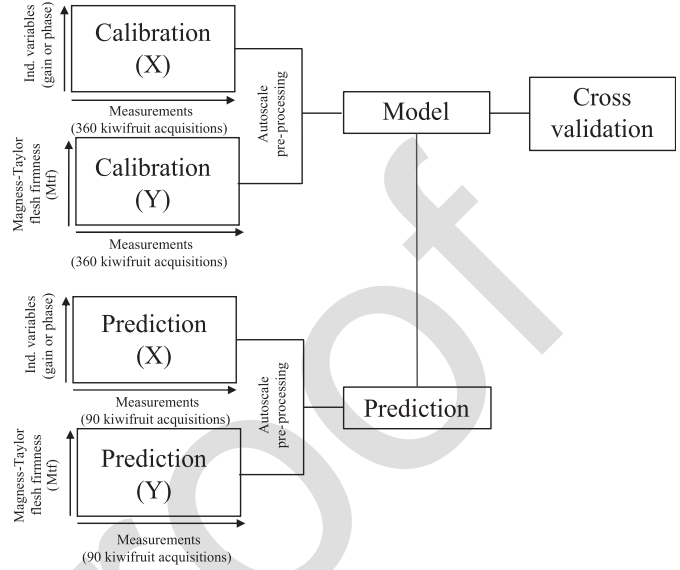 Ind. variables
(gain or phase)
Calibration
(X)
Measurements
(360 kiwifruit acquisitions)
Magness-Taylor
flesh firmness
(Mtf)
Calibration
(Y)
Measurements
(360 kiwifruit acquisitions)
Autoscale
pre-processing
Model
Cross
validation
Ind. variables
(gain or phase)
Prediction
(X)
Measurements
(90 kiwifruit acquisitions)
Magness-Taylor
flesh firmness
(Mtf)
Prediction
(Y)
Measurements
(90 kiwifruit acquisitions)
Autoscale
pre-processing
Prediction
roof